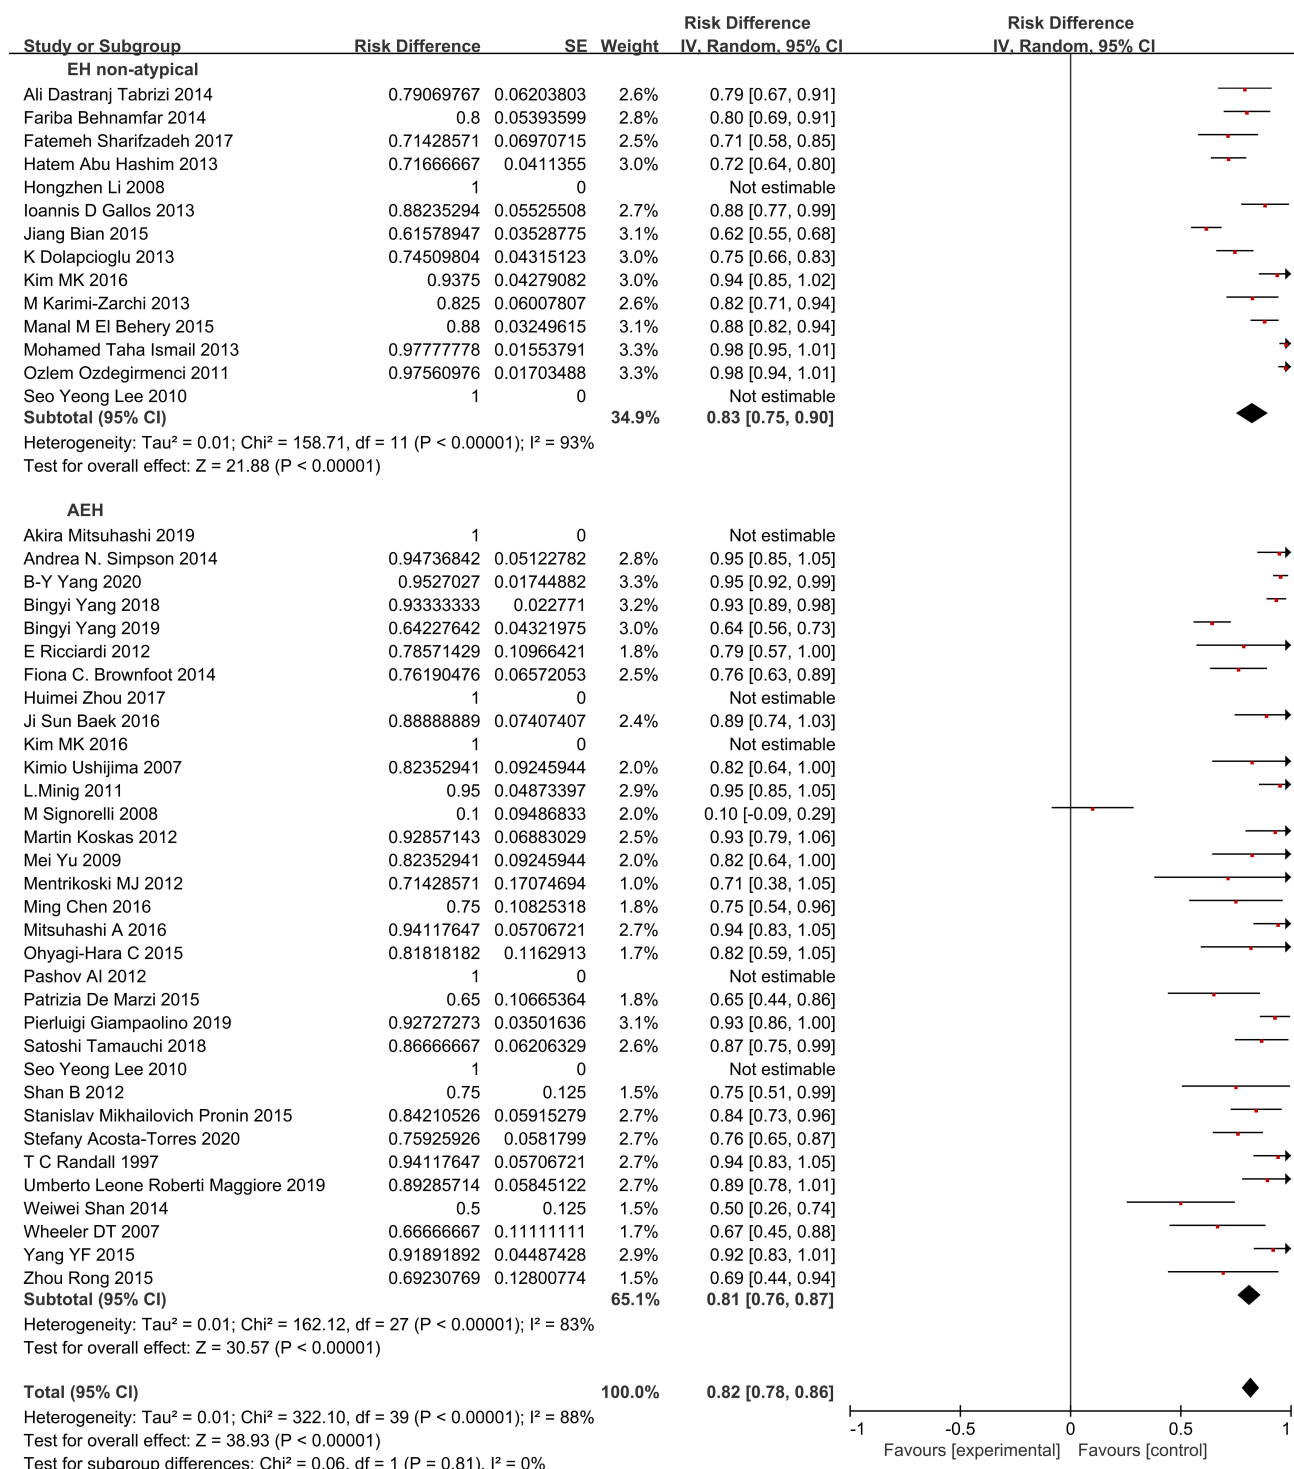 Risk Difference Risk Difference
Study or Subgroup Risk Difference SE Weight IV, Random, 95% CI IV, Random, 95% CI
EH non-atypical
Ali Dastranj Tabrizi 2014 0.79069767 0.06203803 2.6% 0.79 [0.67, 0.91]
Fariba Behnamfar 2014 0.8 0.05393599 2.8% 0.80 [0.69, 0.91]
Fatemeh Sharifzadeh 2017 0.71428571 0.06970715 2.5% 0.71 [0.58, 0.85]
Hatem Abu Hashim 2013 0.71666667 0.0411355 3.0% 0.72 [0.64, 0.80]
Hongzhen Li 2008 1 0 Not estimable
Ioannis D Gallos 2013 0.88235294 0.05525508 2.7% 0.88 [0.77, 0.99]
Jiang Bian 2015 0.61578947 0.03528775 3.1% 0.62 [0.55, 0.68]
K Dolapcioglu 2013 0.74509804 0.04315123 3.0% 0.75 [0.66, 0.83]
Kim MK 2016 0.9375 0.04279082 3.0% 0.94 [0.85, 1.02]
M Karimi-Zarchi 2013 0.825 0.06007807 2.6% 0.82 [0.71, 0.94]
Manal M El Behery 2015 0.88 0.03249615 3.1% 0.88 [0.82, 0.94]
Mohamed Taha Ismail 2013 0.97777778 0.01553791 3.3% 0.98 [0.95, 1.01]
Ozlem Ozdegirmenci 2011 0.97560976 0.01703488 3.3% 0.98 [0.94, 1.01]
Seo Yeong Lee 2010 1 0 Not estimable
Subtotal (95% CI) 34.9% 0.83 [0.75, 0.90]
Heterogeneity: Tau² = 0.01; Chi² = 158.71, df = 11 (P < 0.00001); I² = 93%
Test for overall effect: Z = 21.88 (P < 0.00001)
AEH
Akira Mitsuhashi 2019 1 0 Not estimable
Andrea N. Simpson 2014 0.94736842 0.05122782 2.8% 0.95 [0.85, 1.05]
B-Y Yang 2020 0.9527027 0.01744882 3.3% 0.95 [0.92, 0.99]
Bingyi Yang 2018 0.93333333 0.022771 3.2% 0.93 [0.89, 0.98]
Bingyi Yang 2019 0.64227642 0.04321975 3.0% 0.64 [0.56, 0.73]
E Ricciardi 2012 0.78571429 0.10966421 1.8% 0.79 [0.57, 1.00]
Fiona C. Brownfoot 2014 0.76190476 0.06572053 2.5% 0.76 [0.63, 0.89]
Huimei Zhou 2017 1 0 Not estimable
Ji Sun Baek 2016 0.88888889 0.07407407 2.4% 0.89 [0.74, 1.03]
Kim MK 2016 1 0 Not estimable
Kimio Ushijima 2007 0.82352941 0.09245944 2.0% 0.82 [0.64, 1.00]
L.Minig 2011 0.95 0.04873397 2.9% 0.95 [0.85, 1.05]
M Signorelli 2008 0.1 0.09486833 2.0% 0.10 [-0.09, 0.29]
Martin Koskas 2012 0.92857143 0.06883029 2.5% 0.93 [0.79, 1.06]
Mei Yu 2009 0.82352941 0.09245944 2.0% 0.82 [0.64, 1.00]
Mentrikoski MJ 2012 0.71428571 0.17074694 1.0% 0.71 [0.38, 1.05]
Ming Chen 2016 0.75 0.10825318 1.8% 0.75 [0.54, 0.96]
Mitsuhashi A 2016 0.94117647 0.05706721 2.7% 0.94 [0.83, 1.05]
Ohyagi-Hara C 2015 0.81818182 0.1162913 1.7% 0.82 [0.59, 1.05]
Pashov AI 2012 1 0 Not estimable
Patrizia De Marzi 2015 0.65 0.10665364 1.8% 0.65 [0.44, 0.86]
Pierluigi Giampaolino 2019 0.92727273 0.03501636 3.1% 0.93 [0.86, 1.00]
Satoshi Tamauchi 2018 0.86666667 0.06206329 2.6% 0.87 [0.75, 0.99]
Seo Yeong Lee 2010 1 0 Not estimable
Shan B 2012 0.75 0.125 1.5% 0.75 [0.51, 0.99]
Stanislav Mikhailovich Pronin 2015 0.84210526 0.05915279 2.7% 0.84 [0.73, 0.96]
Stefany Acosta-Torres 2020 0.75925926 0.0581799 2.7% 0.76 [0.65, 0.87]
T C Randall 1997 0.94117647 0.05706721 2.7% 0.94 [0.83, 1.05]
Umberto Leone Roberti Maggiore 2019 0.89285714 0.05845122 2.7% 0.89 [0.78, 1.01]
Weiwei Shan 2014 0.5 0.125 1.5% 0.50 [0.26, 0.74]
Wheeler DT 2007 0.66666667 0.11111111 1.7% 0.67 [0.45, 0.88]
Yang YF 2015 0.91891892 0.04487428 2.9% 0.92 [0.83, 1.01]
Zhou Rong 2015 0.69230769 0.12800774 1.5% 0.69 [0.44, 0.94]
Subtotal (95% CI) 65.1% 0.81 [0.76, 0.87]
Heterogeneity: Tau² = 0.01; Chi² = 162.12, df = 27 (P < 0.00001); I² = 83%
Test for overall effect: Z = 30.57 (P < 0.00001)
Total (95% CI) 100.0% 0.82 [0.78, 0.86]
Heterogeneity: Tau² = 0.01; Chi² = 322.10, df = 39 (P < 0.00001); I² = 88%
-1 -0.5 0 0.5 1
Test for overall effect: Z = 38.93 (P < 0.00001)
Favours [experimental] Favours [control]
Test for subgroup differences: Chi² = 0.06, df = 1 (P = 0.81), I² = 0%